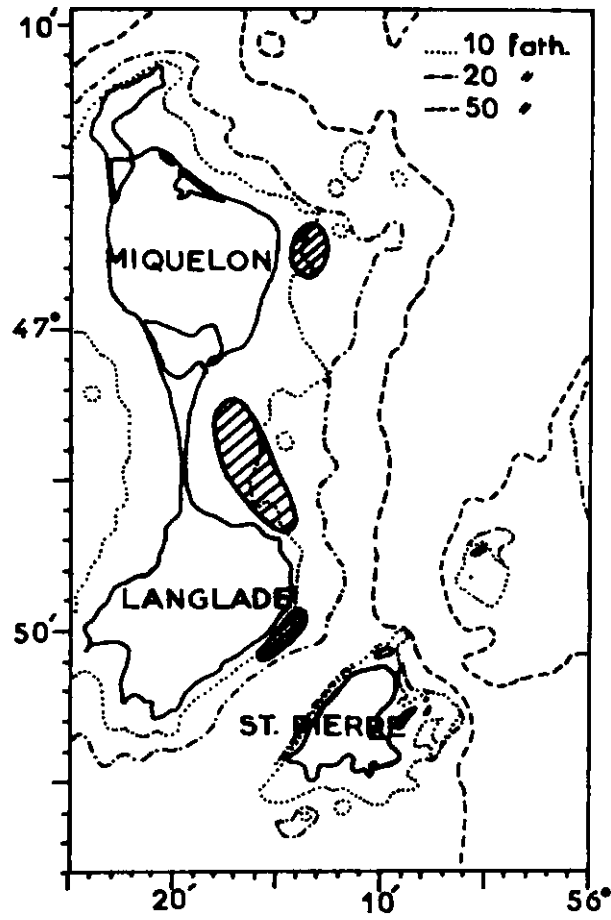 10′
10 fath.
20 〃
50 〃
MIQUELON
47°
LANGLADE
50′
ST. PIERRE
20′
10′
56°